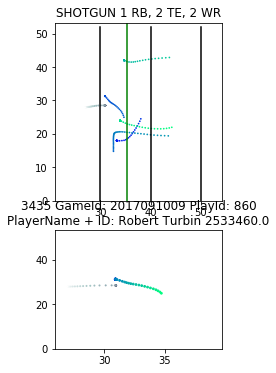 SHOTGUN 1 RB, 2 TE, 2 WR
50
40
30
20
10
0
30 40 50
3435 GameId: 2017091009 PlayId: 860
PlayerName + ID: Robert Turbin 2533460.0
40
20
0
30 35